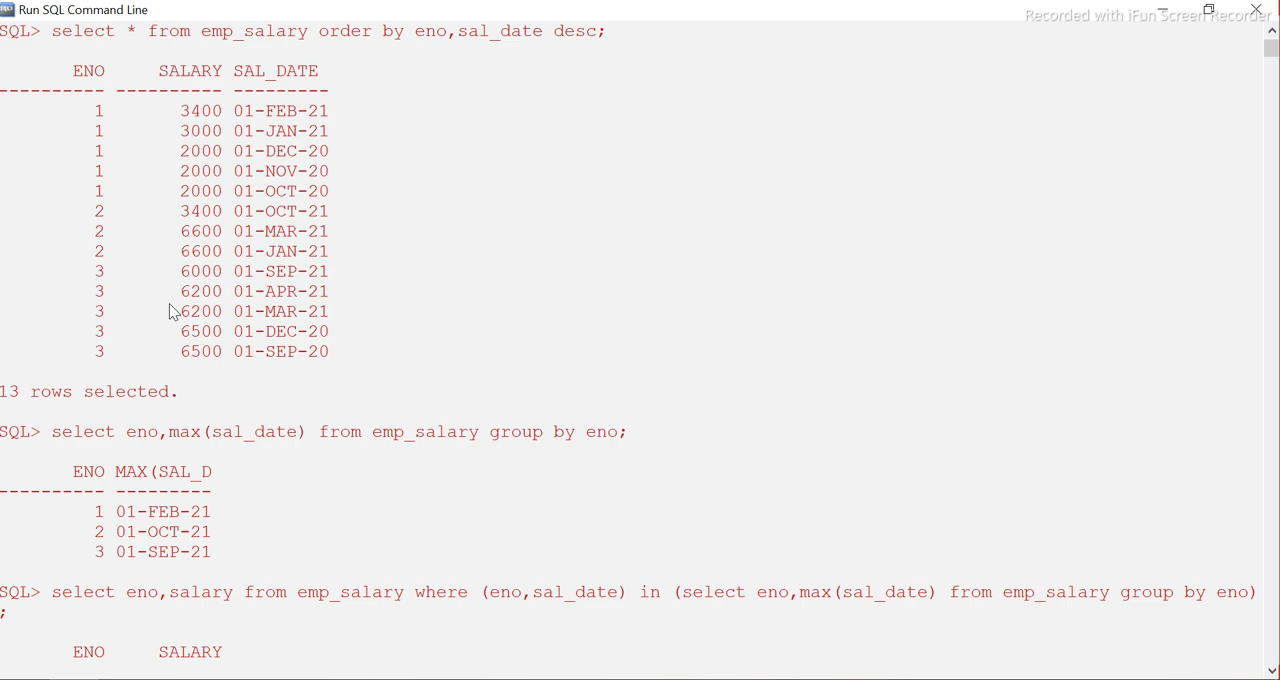 Run SQL Command Line
Recorded with iFun Screen Recorder
SQL> select * from emp_salary order by eno,sal_date desc;
ENO SALARY SAL_DATE
---------- ---------- ---------
1 3400 01-FEB-21
1 3000 01-JAN-21
1 2000 01-DEC-20
1 2000 01-NOV-20
1 2000 01-OCT-20
2 3400 01-OCT-21
2 6600 01-MAR-21
2 6600 01-JAN-21
3 6000 01-SEP-21
3 6200 01-APR-21
3 6200 01-MAR-21
3 6500 01-DEC-20
3 6500 01-SEP-20
13 rows selected.
SQL> select eno,max(sal_date) from emp_salary group by eno;
ENO MAX(SAL_D
---------- ---------
1 01-FEB-21
2 01-OCT-21
3 01-SEP-21
SQL> select eno,salary from emp_salary where (eno,sal_date) in (select eno,max(sal_date) from emp_salary group by eno)
;
ENO SALARY